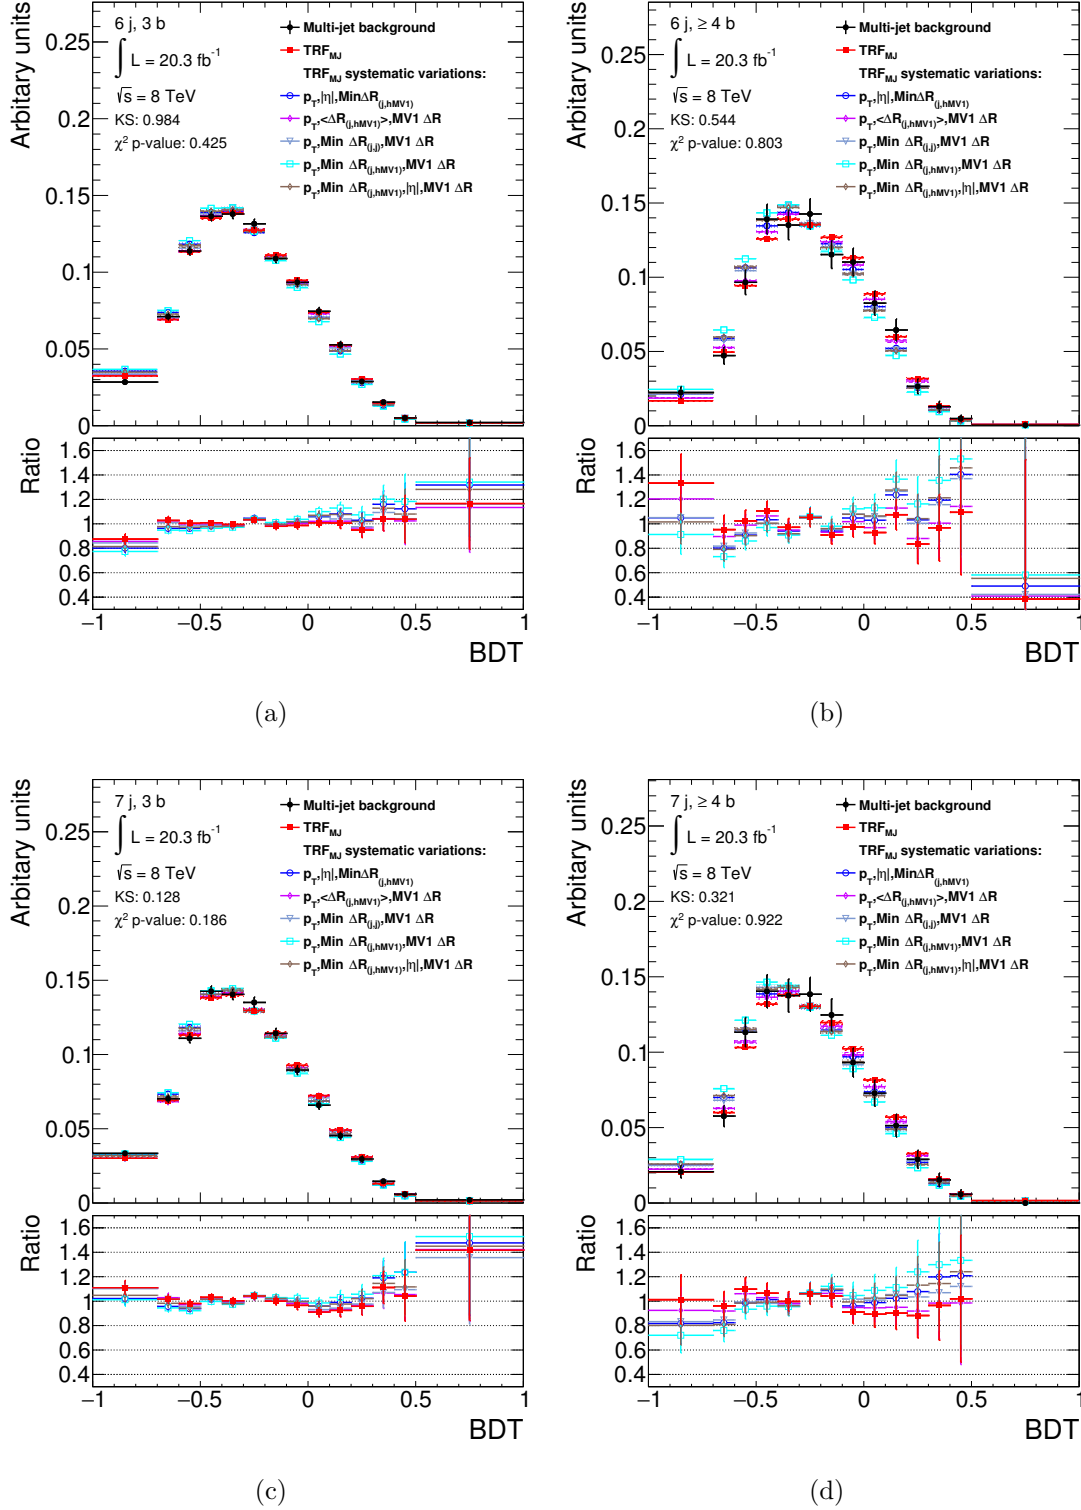 Arbitary units
6 j, 3 b
∫ L = 20.3 fb⁻¹
√s = 8 TeV
KS: 0.984
χ² p-value: 0.425
Multi-jet background
TRF_MJ
TRF_MJ systematic variations:
p_T,|η|,MinΔR_(j,hMV1)
p_T,<ΔR_(j,hMV1)>,MV1 ΔR
p_T,Min ΔR_(j,j),MV1 ΔR
p_T,Min ΔR_(j,hMV1),MV1 ΔR
p_T,Min ΔR_(j,hMV1),|η|,MV1 ΔR
0.25
0.2
0.15
0.1
0.05
0
Ratio
1.6
1.4
1.2
1
0.8
0.6
0.4
−1 −0.5 0 0.5 1
BDT
(a)
Arbitary units
6 j, ≥ 4 b
∫ L = 20.3 fb⁻¹
√s = 8 TeV
KS: 0.544
χ² p-value: 0.803
Multi-jet background
TRF_MJ
TRF_MJ systematic variations:
p_T,|η|,MinΔR_(j,hMV1)
p_T,<ΔR_(j,hMV1)>,MV1 ΔR
p_T,Min ΔR_(j,j),MV1 ΔR
p_T,Min ΔR_(j,hMV1),MV1 ΔR
p_T,Min ΔR_(j,hMV1),|η|,MV1 ΔR
0.25
0.2
0.15
0.1
0.05
0
Ratio
1.6
1.4
1.2
1
0.8
0.6
0.4
−1 −0.5 0 0.5 1
BDT
(b)
Arbitary units
7 j, 3 b
∫ L = 20.3 fb⁻¹
√s = 8 TeV
KS: 0.128
χ² p-value: 0.186
Multi-jet background
TRF_MJ
TRF_MJ systematic variations:
p_T,|η|,MinΔR_(j,hMV1)
p_T,<ΔR_(j,hMV1)>,MV1 ΔR
p_T,Min ΔR_(j,j),MV1 ΔR
p_T,Min ΔR_(j,hMV1),MV1 ΔR
p_T,Min ΔR_(j,hMV1),|η|,MV1 ΔR
0.25
0.2
0.15
0.1
0.05
0
Ratio
1.6
1.4
1.2
1
0.8
0.6
0.4
−1 −0.5 0 0.5 1
BDT
(c)
Arbitary units
7 j, ≥ 4 b
∫ L = 20.3 fb⁻¹
√s = 8 TeV
KS: 0.321
χ² p-value: 0.922
Multi-jet background
TRF_MJ
TRF_MJ systematic variations:
p_T,|η|,MinΔR_(j,hMV1)
p_T,<ΔR_(j,hMV1)>,MV1 ΔR
p_T,Min ΔR_(j,j),MV1 ΔR
p_T,Min ΔR_(j,hMV1),MV1 ΔR
p_T,Min ΔR_(j,hMV1),|η|,MV1 ΔR
0.25
0.2
0.15
0.1
0.05
0
Ratio
1.6
1.4
1.2
1
0.8
0.6
0.4
−1 −0.5 0 0.5 1
BDT
(d)